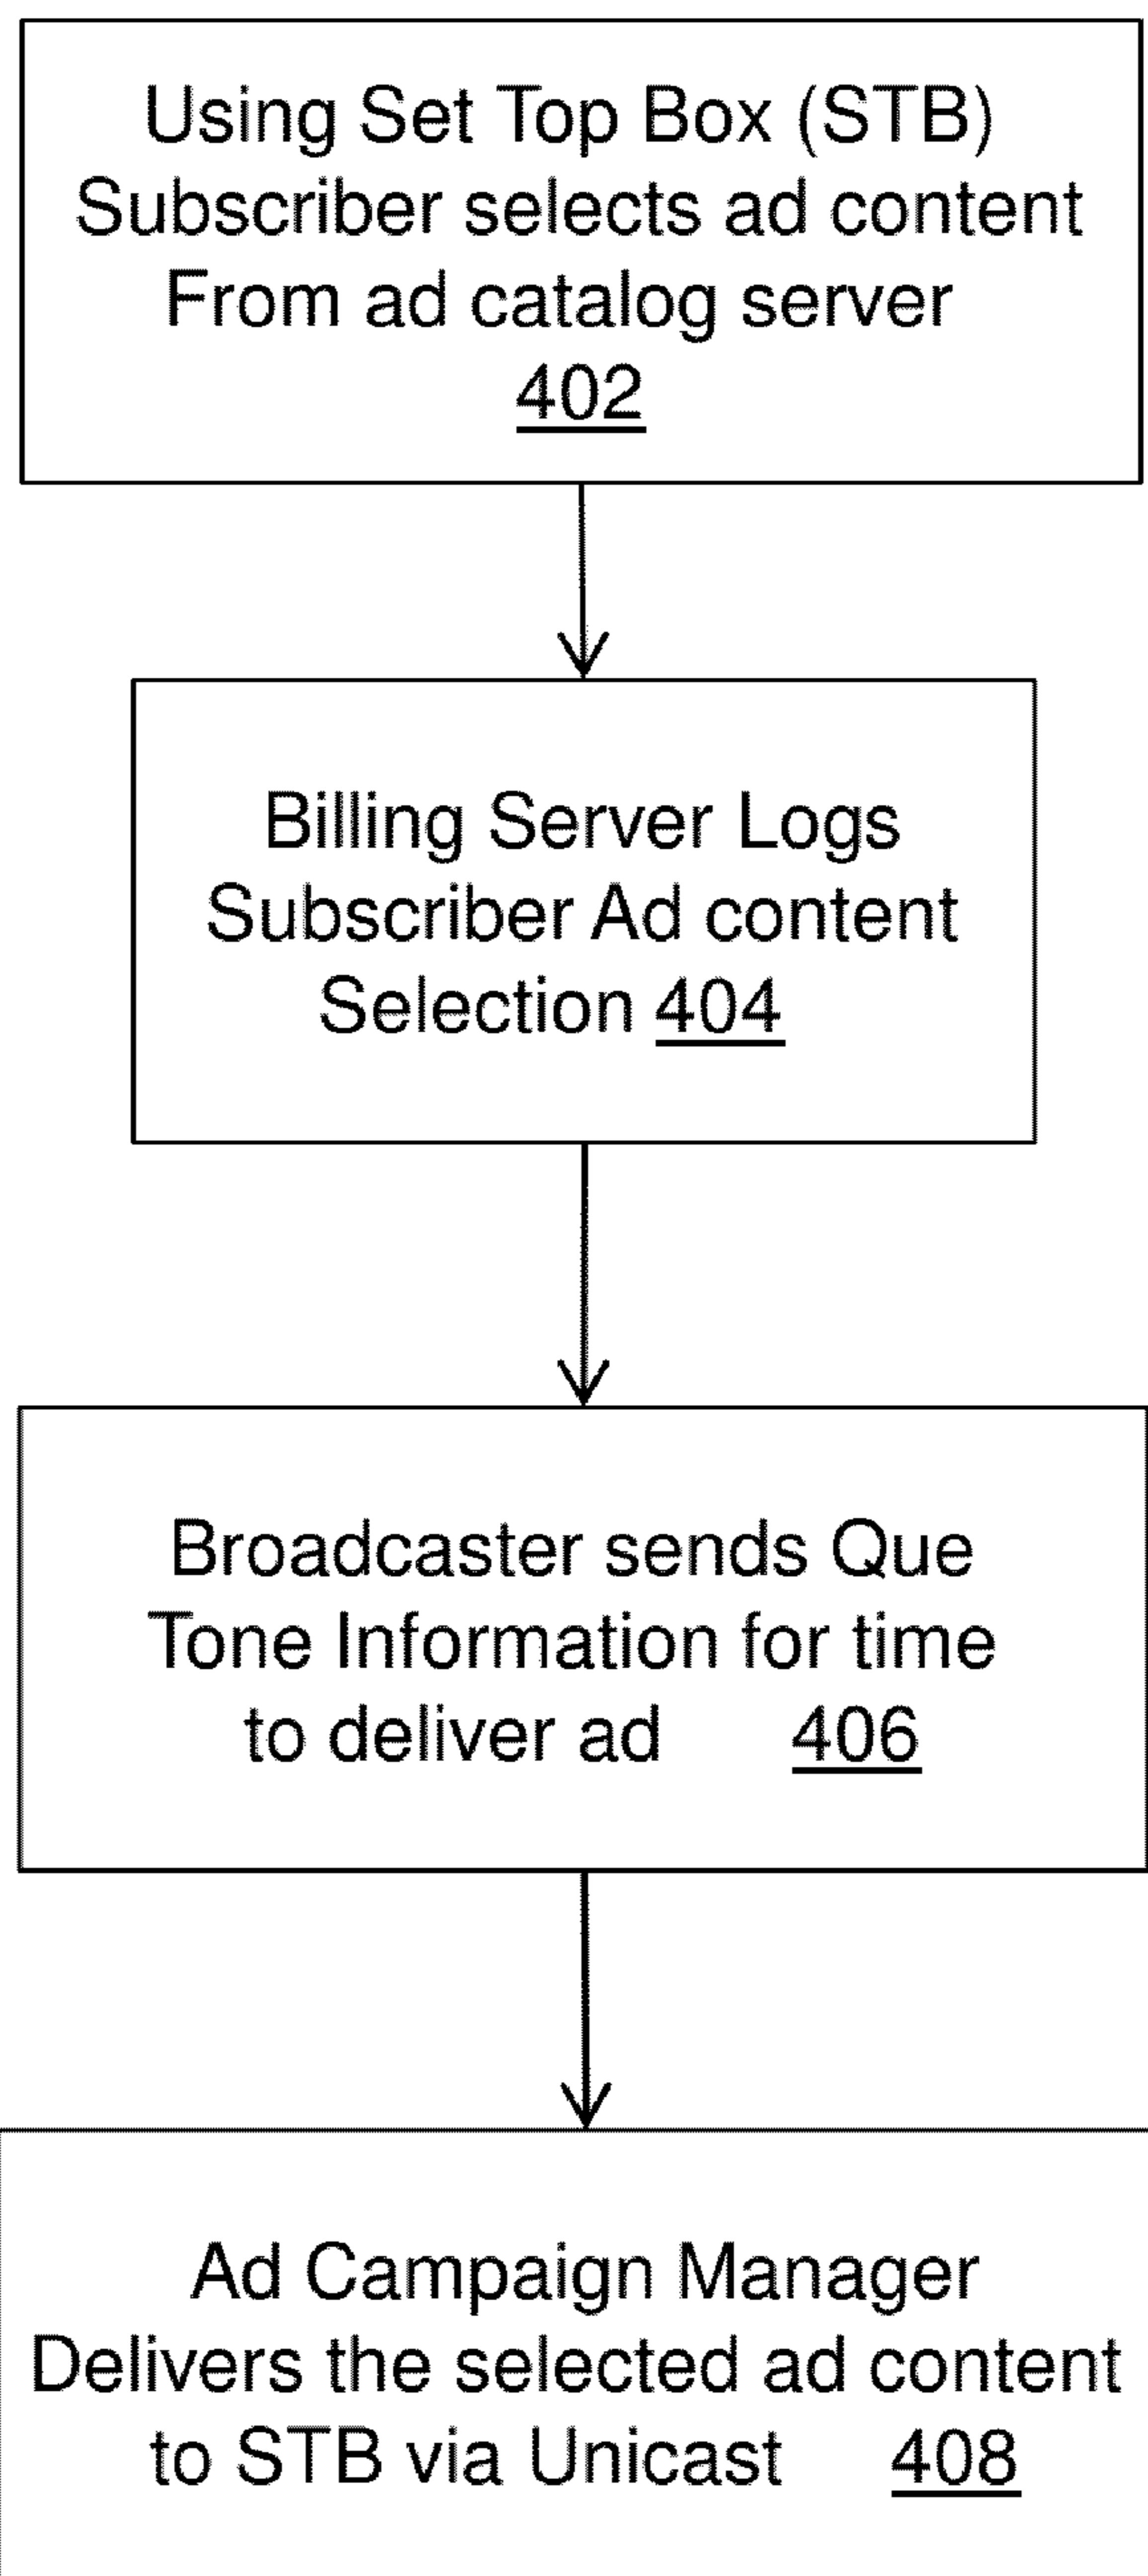 Using Set Top Box (STB)
Subscriber selects ad content
From ad catalog server
402
Billing Server Logs
Subscriber Ad content
Selection 404
Broadcaster sends Que
Tone Information for time
to deliver ad 406
Ad Campaign Manager
Delivers the selected ad content
to STB via Unicast 408